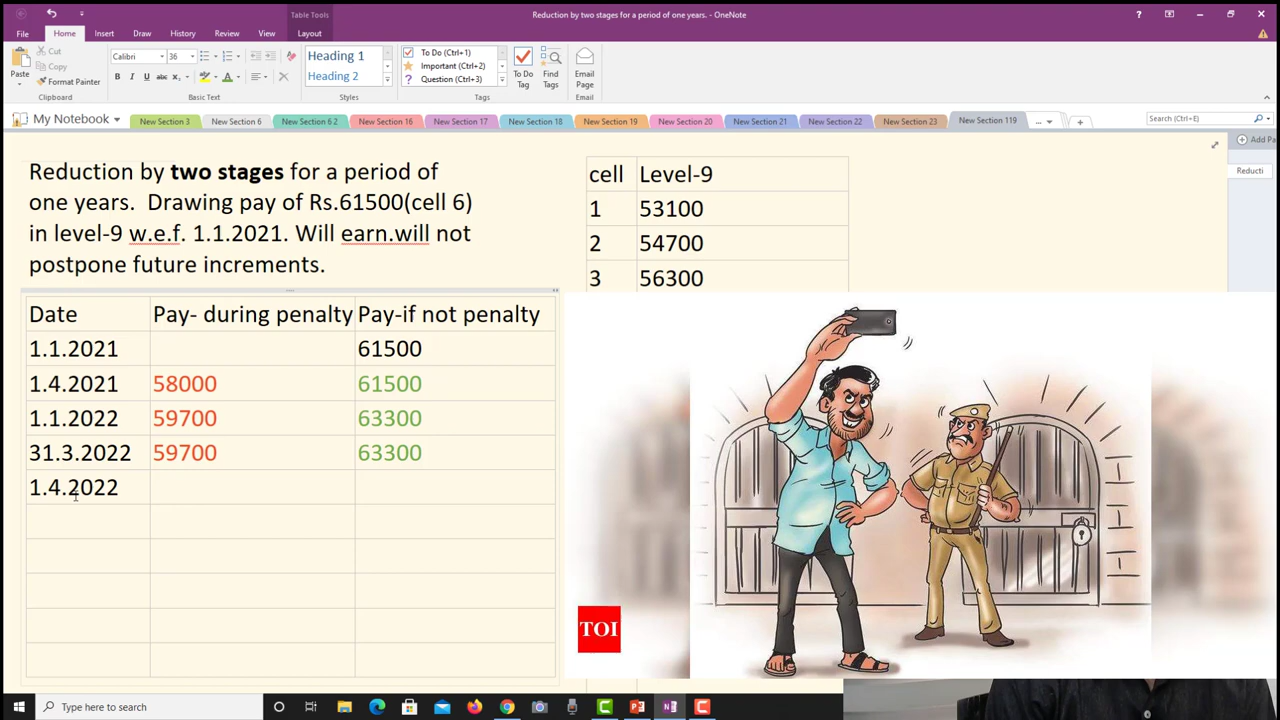 Table Tools
Reduction by two stages for a period of one years. - OneNote
File Home Insert Draw History Review View Layout
Paste
Cut
Copy
Format Painter
Clipboard
Calibri 36
Basic Text
Heading 1
Heading 2
Styles
To Do (Ctrl+1)
Important (Ctrl+2)
Question (Ctrl+3)
Tags
To Do Tag
Find Tags
Email Page
Email
My Notebook
New Section 3 New Section 6 New Section 6 2 New Section 16 New Section 17 New Section 18 New Section 19 New Section 20 New Section 21 New Section 22 New Section 23 New Section 119
Search (Ctrl+E)
Add Pa
Reducti
Reduction by two stages for a period of
one years. Drawing pay of Rs.61500(cell 6)
in level-9 w.e.f. 1.1.2021. Will earn.will not
postpone future increments.
cell Level-9
1 53100
2 54700
3 56300
Date Pay- during penalty Pay-if not penalty
1.1.2021 61500
1.4.2021 58000 61500
1.1.2022 59700 63300
31.3.2022 59700 63300
1.4.2022
TOI
Type here to search